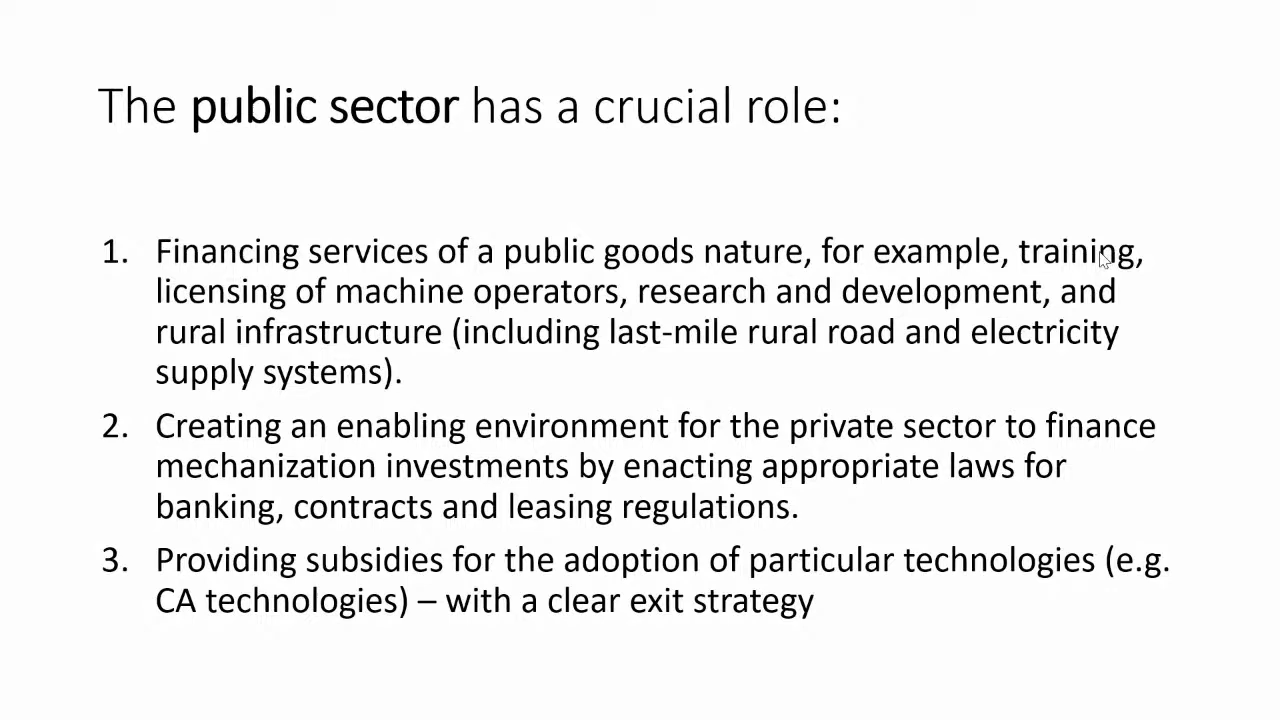 The public sector has a crucial role:
1. Financing services of a public goods nature, for example, training,
licensing of machine operators, research and development, and
rural infrastructure (including last-mile rural road and electricity
supply systems).
2. Creating an enabling environment for the private sector to finance
mechanization investments by enacting appropriate laws for
banking, contracts and leasing regulations.
3. Providing subsidies for the adoption of particular technologies (e.g.
CA technologies) – with a clear exit strategy